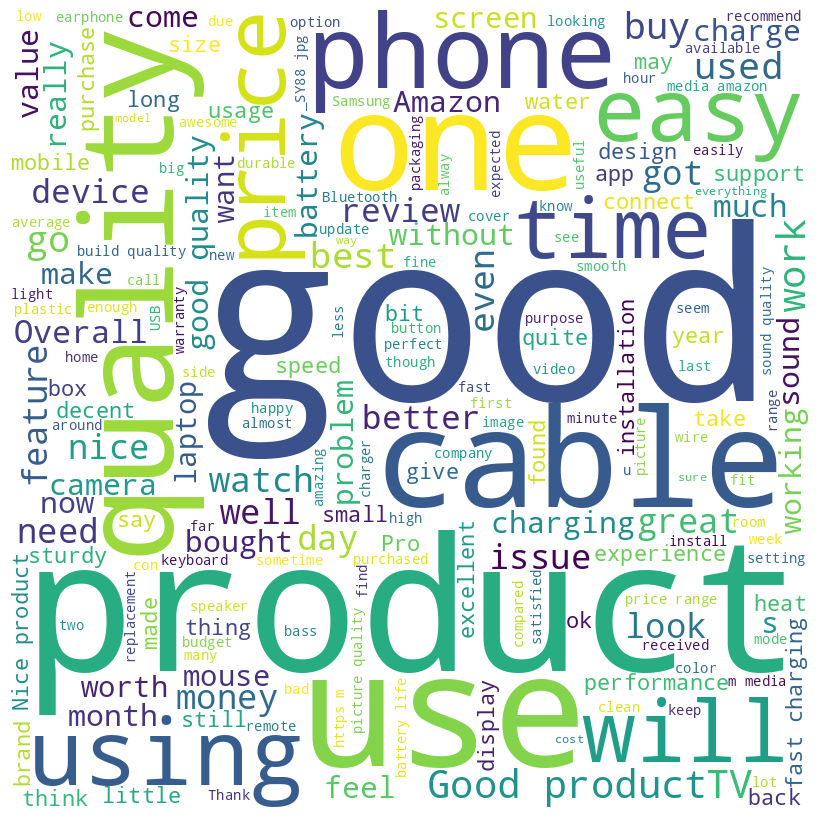 low
earphone
due
come
option
looking
recommend
size
screen
buy
charge
available
value
really
purchase
quality
price
phone
one
easy
used
hour
media amazon
long
_SY88 jpg
Samsung
Amazon
water
may
model
awesome
usage
packaging
alway
expected
useful
design
easily
mobile
big
durable
want
battery
app
got
support
device
item
Bluetooth
review
cover
know
connect
much
everything
average
go
good quality
update
way
without
even
time
see
work
build quality
new
best
fine
smooth
make
call
light
plastic
enough
USB
warranty
less
good
bit
button
perfect
though
purpose
quite
video
seem
year
last
sound quality
Overall
home
side
speed
fast
first
installation
sound
range
feature
box
laptop
happy
almost
problem
better
cable
minute
take
decent
around
company
image
found
picture
wire
working
nice
watch
amazing
charger
give
u
sure
fit
camera
now
need
say
far
well
small
high
charging
great
room
bought
day
Pro
issue
experience
install
week
setting
sturdy
con
keyboard
sometime
purchased
find
excellent
compared
satisfied
ok
heat
product
Nice product
two
replacement
made
speaker
thing
budget
many
bass
picture quality
price range
look
s
mode
received
color
worth
mouse
money
bad
https m
battery life
performance
m media
month
still
remote
display
clean
keep
fast charging
brand
using
use
will
cost
think
little
Thank
feel
Good product
TV
lot
back